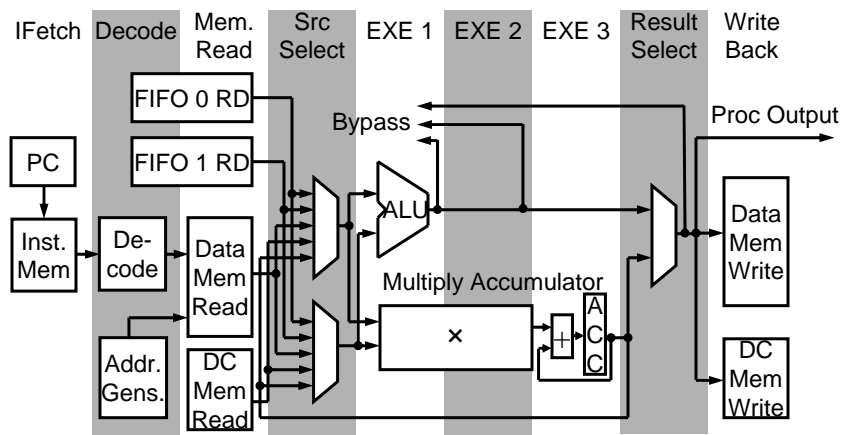 IFetch
Decode
Mem.
Read
Src
Select
EXE 1
EXE 2
EXE 3
Result
Select
Write
Back
FIFO 0 RD
FIFO 1 RD
Bypass
Proc Output
PC
Inst.
Mem
De-
code
Data
Mem
Read
ALU
Data
Mem
Write
Multiply Accumulator
×
+
A
C
C
Addr.
Gens.
DC
Mem
Read
DC
Mem
Write